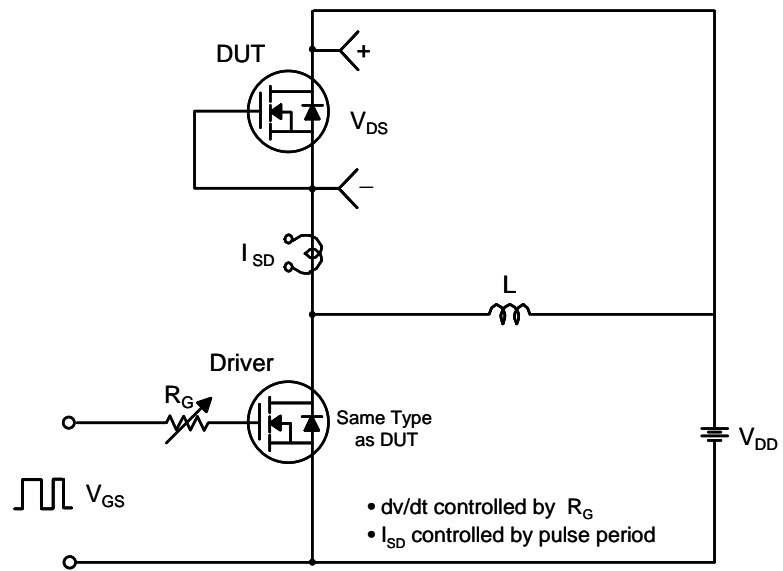 DUT
+
V_DS
−
I_SD
L
Driver
R_G
Same Type
as DUT
V_DD
V_GS
• dv/dt controlled by R_G
• I_SD controlled by pulse period